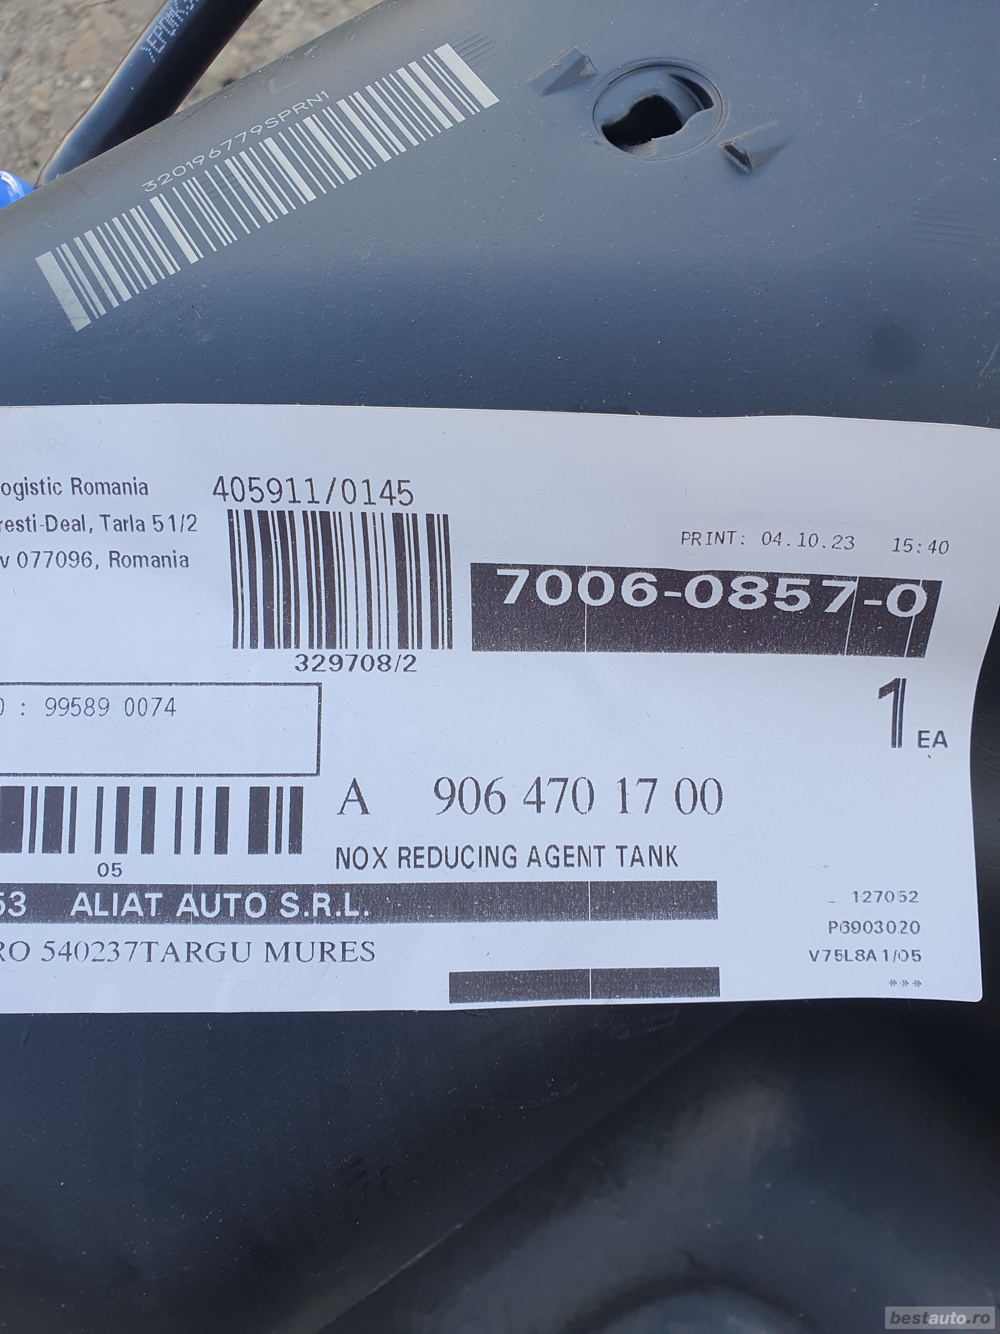 320196779SPRN1
ogistic Romania
resti-Deal, Tarla 51/2
v 077096, Romania
405911/0145
329708/2
PRINT: 04.10.23 15:40
7006-0857-0
1 EA
: 99589 0074
A 906 470 17 00
05
NOX REDUCING AGENT TANK
53 ALIAT AUTO S.R.L.
RO 540237TARGU MURES
127052
P6903020
V75L8A1/05
***
bestauto.ro